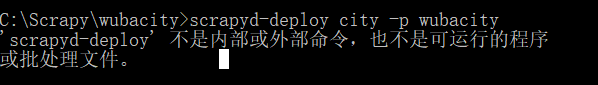 C:\Scrapy\wubacity>scrapyd-deploy city -p wubacity
'scrapyd-deploy' 不是内部或外部命令，也不是可运行的程序
或批处理文件。